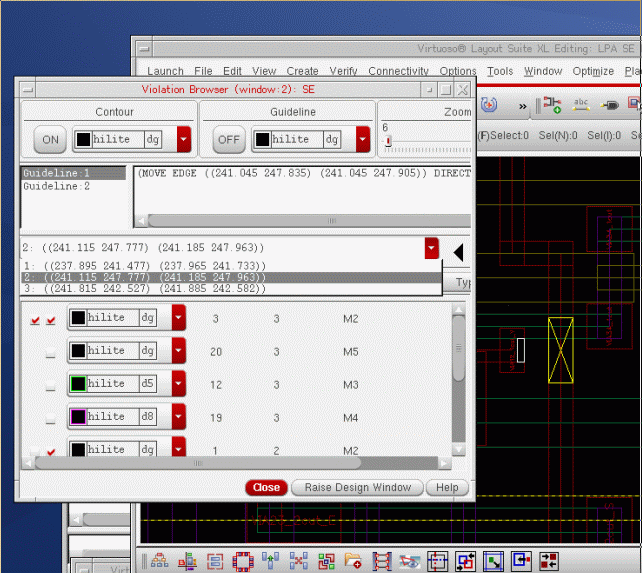 Virtuoso® Layout Suite XL Editing: LPA SE
Launch File Edit View Create Verify Connectivity Options Tools Window Optimize Pla
Violation Browser (window:2): SE
Contour Guideline Zoom
ON hilite dg OFF hilite dg 6
» abc
(F)Select:0 Sel(N):0 Sel(I):0 Se
Guideline:1 (MOVE EDGE ((241.045 247.835) (241.045 247.905)) DIRECT
Guideline:2
2: ((241.115 247.777) (241.185 247.963))
1: ((237.895 241.477) (237.965 241.733))
2: ((241.115 247.777) (241.185 247.963))
3: ((241.815 242.527) (241.885 242.582))
Typ
hilite dg 3 3 M2
hilite dg 20 3 M5
hilite d5 12 3 M3
hilite d8 19 3 M4
hilite dg 1 2 M2
Close Raise Design Window Help
Virt